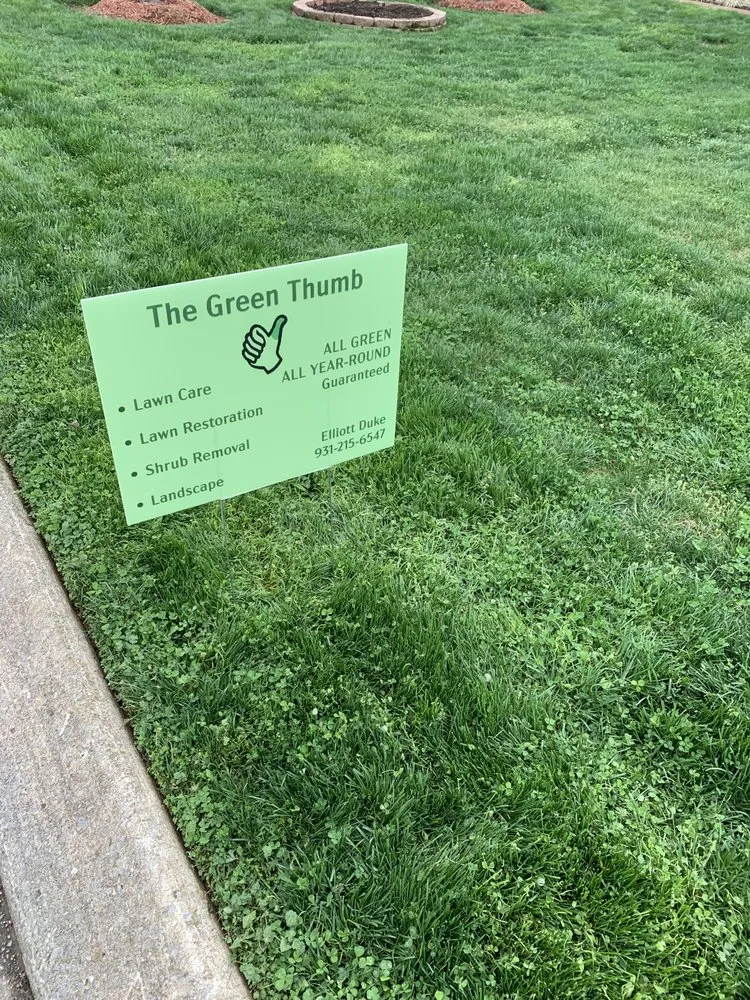 The Green Thumb
ALL GREEN
ALL YEAR-ROUND
Guaranteed
• Lawn Care
• Lawn Restoration
• Shrub Removal
• Landscape
Elliott Duke
931-215-6547